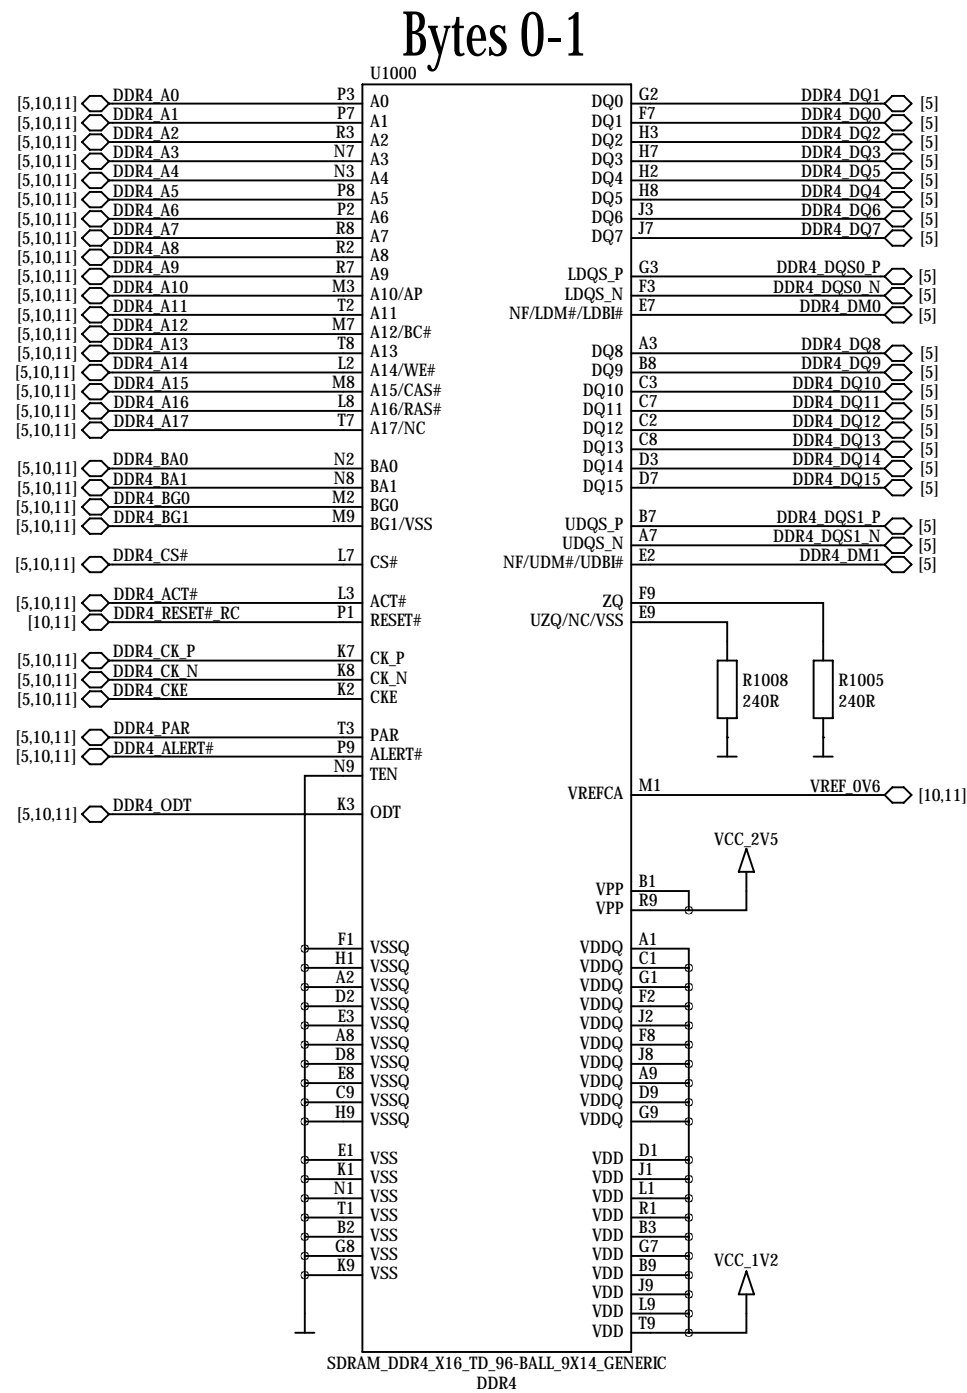 Bytes 0-1
U1000
[5,10,11] DDR4_A0 P3 A0 DQ0 G2 DDR4_DQ1 [5]
[5,10,11] DDR4_A1 P7 A1 DQ1 F7 DDR4_DQ0 [5]
[5,10,11] DDR4_A2 R3 A2 DQ2 H3 DDR4_DQ2 [5]
[5,10,11] DDR4_A3 N7 A3 DQ3 H7 DDR4_DQ3 [5]
[5,10,11] DDR4_A4 N3 A4 DQ4 H2 DDR4_DQ5 [5]
[5,10,11] DDR4_A5 P8 A5 DQ5 H8 DDR4_DQ4 [5]
[5,10,11] DDR4_A6 P2 A6 DQ6 J3 DDR4_DQ6 [5]
[5,10,11] DDR4_A7 R8 A7 DQ7 J7 DDR4_DQ7 [5]
[5,10,11] DDR4_A8 R2 A8
[5,10,11] DDR4_A9 R7 A9 LDQS_P G3 DDR4_DQS0_P [5]
[5,10,11] DDR4_A10 M3 A10/AP LDQS_N F3 DDR4_DQS0_N [5]
[5,10,11] DDR4_A11 T2 A11 NF/LDM#/LDBI# E7 DDR4_DM0 [5]
[5,10,11] DDR4_A12 M7 A12/BC#
[5,10,11] DDR4_A13 T8 A13 DQ8 A3 DDR4_DQ8 [5]
[5,10,11] DDR4_A14 L2 A14/WE# DQ9 B8 DDR4_DQ9 [5]
[5,10,11] DDR4_A15 M8 A15/CAS# DQ10 C3 DDR4_DQ10 [5]
[5,10,11] DDR4_A16 L8 A16/RAS# DQ11 C7 DDR4_DQ11 [5]
[5,10,11] DDR4_A17 T7 A17/NC DQ12 C2 DDR4_DQ12 [5]
DQ13 C8 DDR4_DQ13 [5]
[5,10,11] DDR4_BA0 N2 BA0 DQ14 D3 DDR4_DQ14 [5]
[5,10,11] DDR4_BA1 N8 BA1 DQ15 D7 DDR4_DQ15 [5]
[5,10,11] DDR4_BG0 M2 BG0
[5,10,11] DDR4_BG1 M9 BG1/VSS UDQS_P B7 DDR4_DQS1_P [5]
UDQS_N A7 DDR4_DQS1_N [5]
[5,10,11] DDR4_CS# L7 CS# NF/UDM#/UDBI# E2 DDR4_DM1 [5]
[5,10,11] DDR4_ACT# L3 ACT# ZQ F9
[10,11] DDR4_RESET#_RC P1 RESET# UZQ/NC/VSS E9
[5,10,11] DDR4_CK_P K7 CK_P
[5,10,11] DDR4_CK_N K8 CK_N R1008 R1005
[5,10,11] DDR4_CKE K2 CKE 240R 240R
[5,10,11] DDR4_PAR T3 PAR
[5,10,11] DDR4_ALERT# P9 ALERT#
N9 TEN
VREFCA M1 VREF_0V6 [10,11]
[5,10,11] DDR4_ODT K3 ODT
VCC_2V5
VPP B1
VPP R9
F1 VSSQ VDDQ A1
H1 VSSQ VDDQ C1
A2 VSSQ VDDQ G1
D2 VSSQ VDDQ F2
E3 VSSQ VDDQ J2
A8 VSSQ VDDQ F8
D8 VSSQ VDDQ J8
E8 VSSQ VDDQ A9
C9 VSSQ VDDQ D9
H9 VSSQ VDDQ G9
E1 VSS VDD D1
K1 VSS VDD J1
N1 VSS VDD L1
T1 VSS VDD R1
B2 VSS VDD B3
G8 VSS VDD G7
K9 VSS VDD B9 VCC_1V2
VDD J9
VDD L9
VDD T9
SDRAM_DDR4_X16_TD_96-BALL_9X14_GENERIC
DDR4